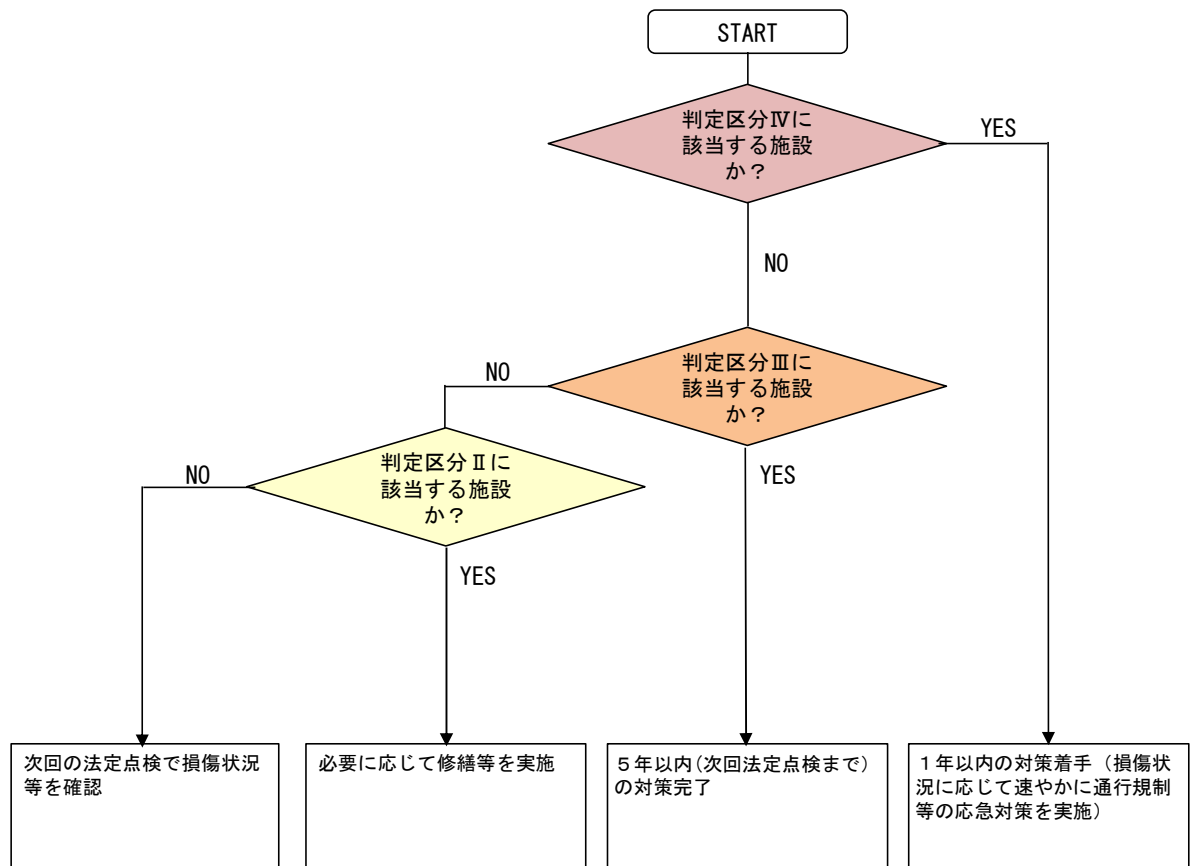 START
判定区分Ⅳに
該当する施設
か？
YES
NO
判定区分Ⅲに
該当する施設
か？
NO
YES
判定区分Ⅱに
該当する施設
か？
NO
YES
次回の法定点検で損傷状況
等を確認
必要に応じて修繕等を実施
５年以内(次回法定点検まで)
の対策完了
１年以内の対策着手（損傷状
況に応じて速やかに通行規制
等の応急対策を実施）